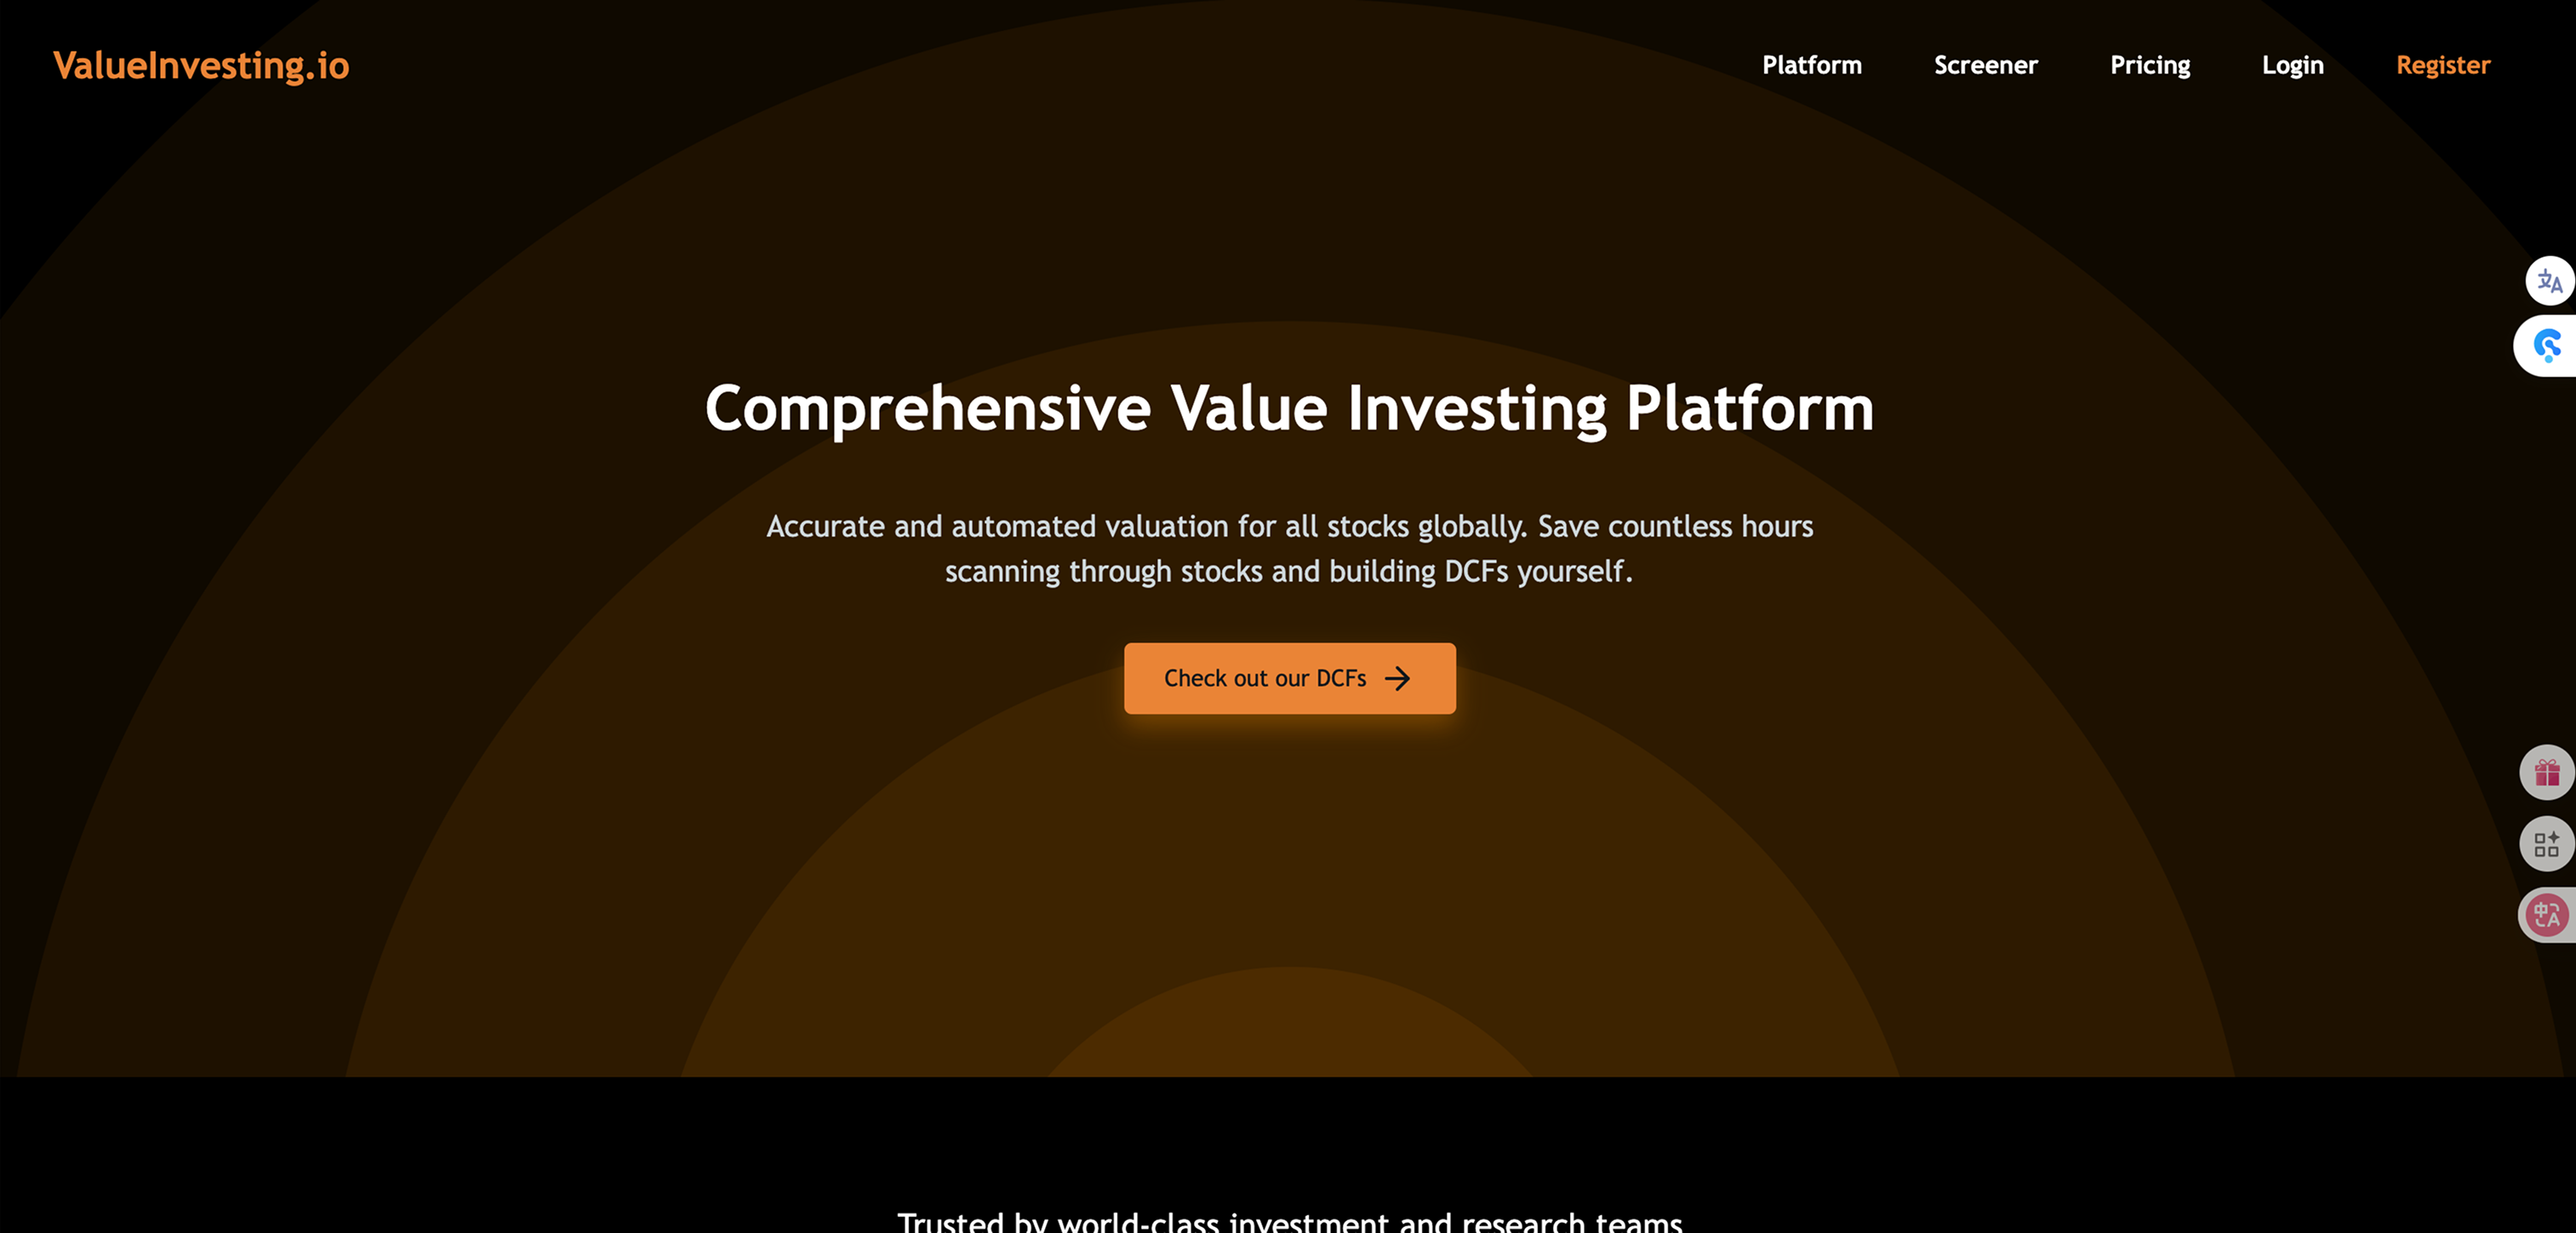 ValueInvesting.io
Platform
Screener
Pricing
Login
Register
Comprehensive Value Investing Platform
Accurate and automated valuation for all stocks globally. Save countless hours
scanning through stocks and building DCFs yourself.
Check out our DCFs
Trusted by world-class investment and research teams